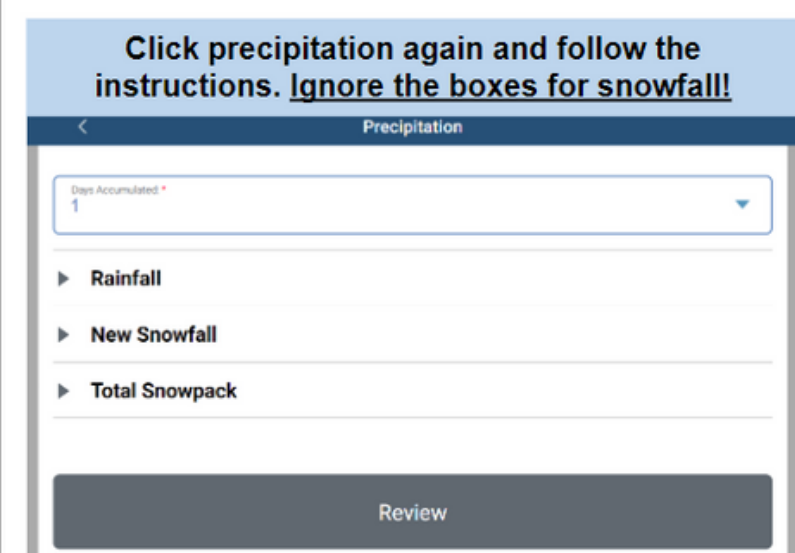 Click precipitation again and follow the
instructions. Ignore the boxes for snowfall!
Precipitation
Days Accumulated: *
1
Rainfall
New Snowfall
Total Snowpack
Review